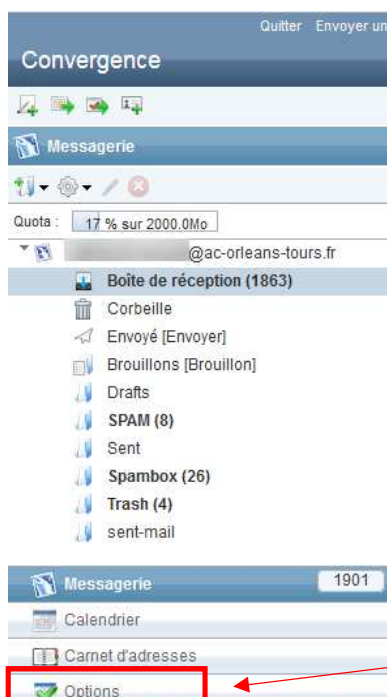 Quitter Envoyer un
Convergence
Messagerie
Quota : 17 % sur 2000.0Mo
@ac-orleans-tours.fr
Boîte de réception (1863)
Corbeille
Envoyé [Envoyer]
Brouillons [Brouillon]
Drafts
SPAM (8)
Sent
Spambox (26)
Trash (4)
sent-mail
Messagerie 1901
Calendrier
Carnet d'adresses
Options